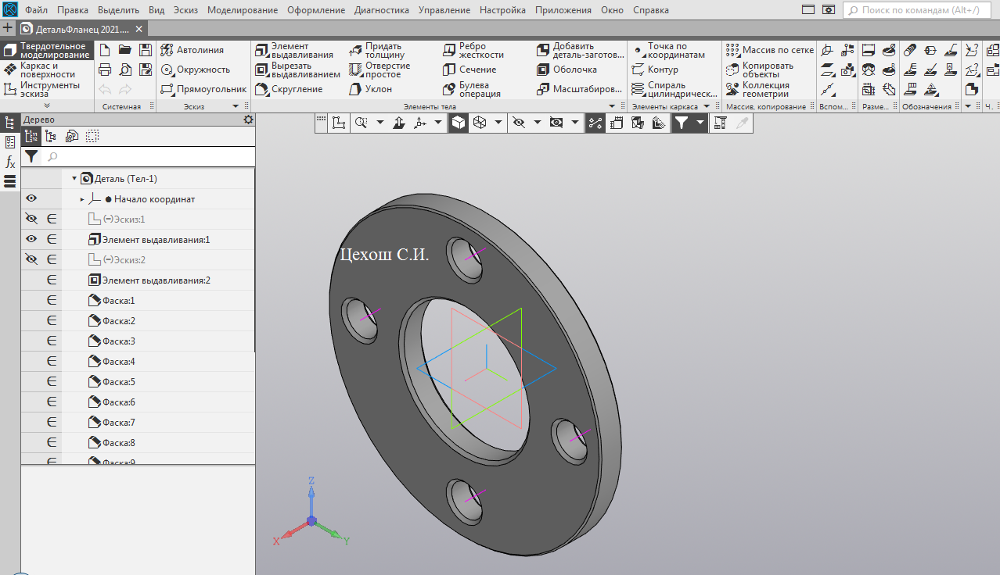 Файл Правка Выделить Вид Эскиз Моделирование Оформление Диагностика Управление Настройка Приложения Окно Справка Поиск по командам (Alt+/)
ДетальФланец 2021....
Твердотельное моделирование
Каркас и поверхности
Инструменты эскиза
Системная
Автолиния
Окружность
Прямоугольник
Эскиз
Элемент выдавливания
Вырезать выдавливанием
Скругление
Придать толщину
Отверстие простое
Уклон
Ребро жесткости
Сечение
Булева операция
Добавить деталь-заготов...
Оболочка
Масштабиров...
Элементы тела
Точка по координатам
Контур
Спираль цилиндрическ...
Элементы каркаса
Массив по сетке
Копировать объекты
Коллекция геометрии
Массив, копирование
Вспом...
Разме...
Обозначения
Ч...
Дерево
Деталь (Тел-1)
Начало координат
(−)Эскиз:1
Элемент выдавливания:1
(−)Эскиз:2
Элемент выдавливания:2
Фаска:1
Фаска:2
Фаска:3
Фаска:4
Фаска:5
Фаска:6
Фаска:7
Фаска:8
Фаска:9
Цехош С.И.
Z
X
Y